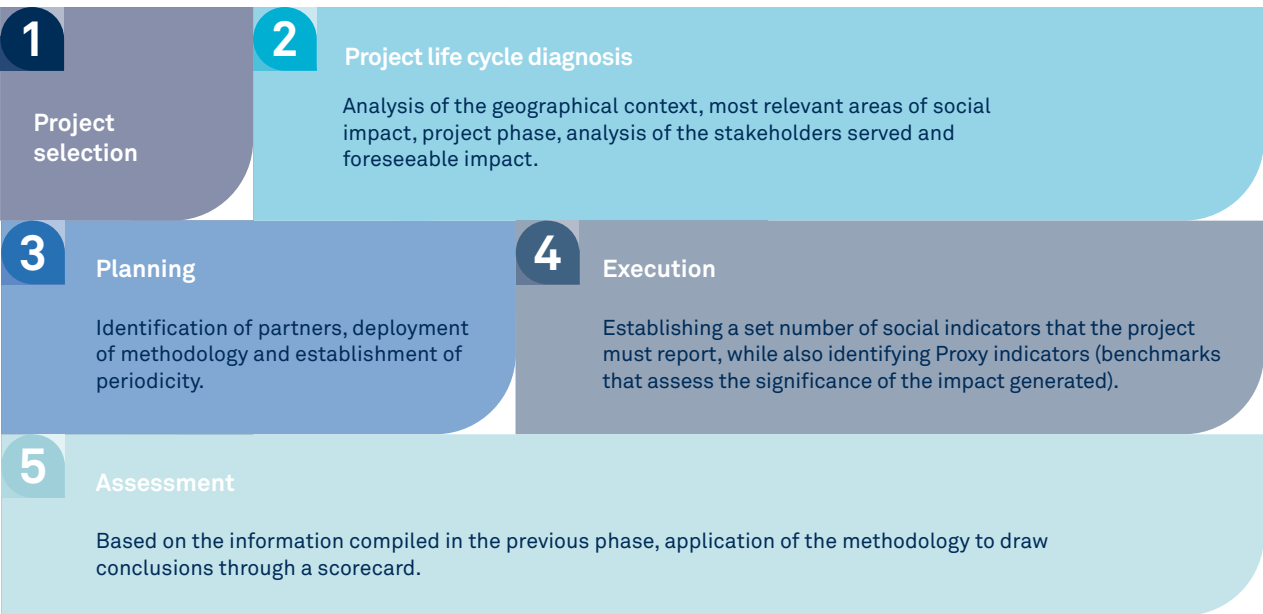 1
Project
selection
2
Project life cycle diagnosis
Analysis of the geographical context, most relevant areas of social
impact, project phase, analysis of the stakeholders served and
foreseeable impact.
3
Planning
Identification of partners, deployment
of methodology and establishment of
periodicity.
4
Execution
Establishing a set number of social indicators that the project
must report, while also identifying Proxy indicators (benchmarks
that assess the significance of the impact generated).
5
Assessment
Based on the information compiled in the previous phase, application of the methodology to draw
conclusions through a scorecard.